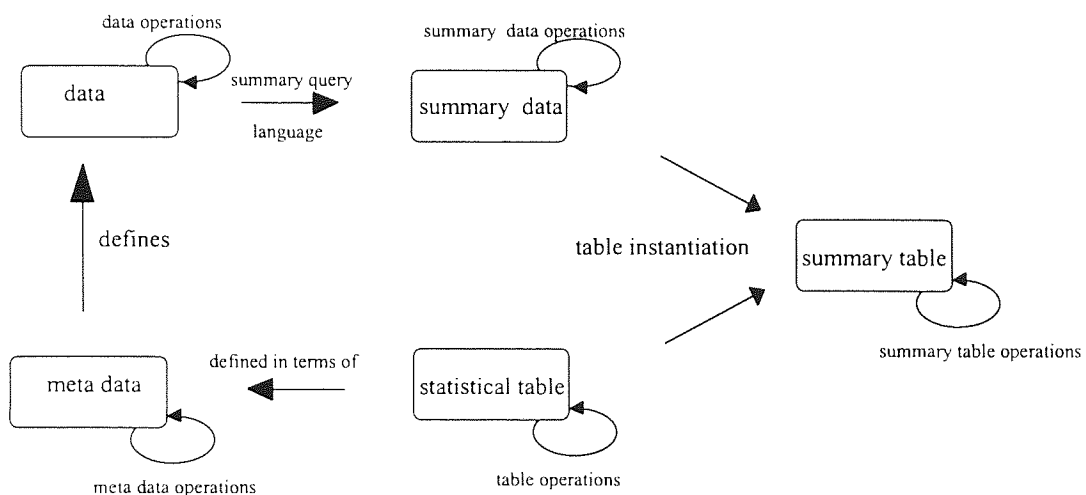 data operations
summary data operations
data
summary query
language
summary data
defines
table instantiation
summary table
summary table operations
defined in terms of
meta data
statistical table
meta data operations
table operations